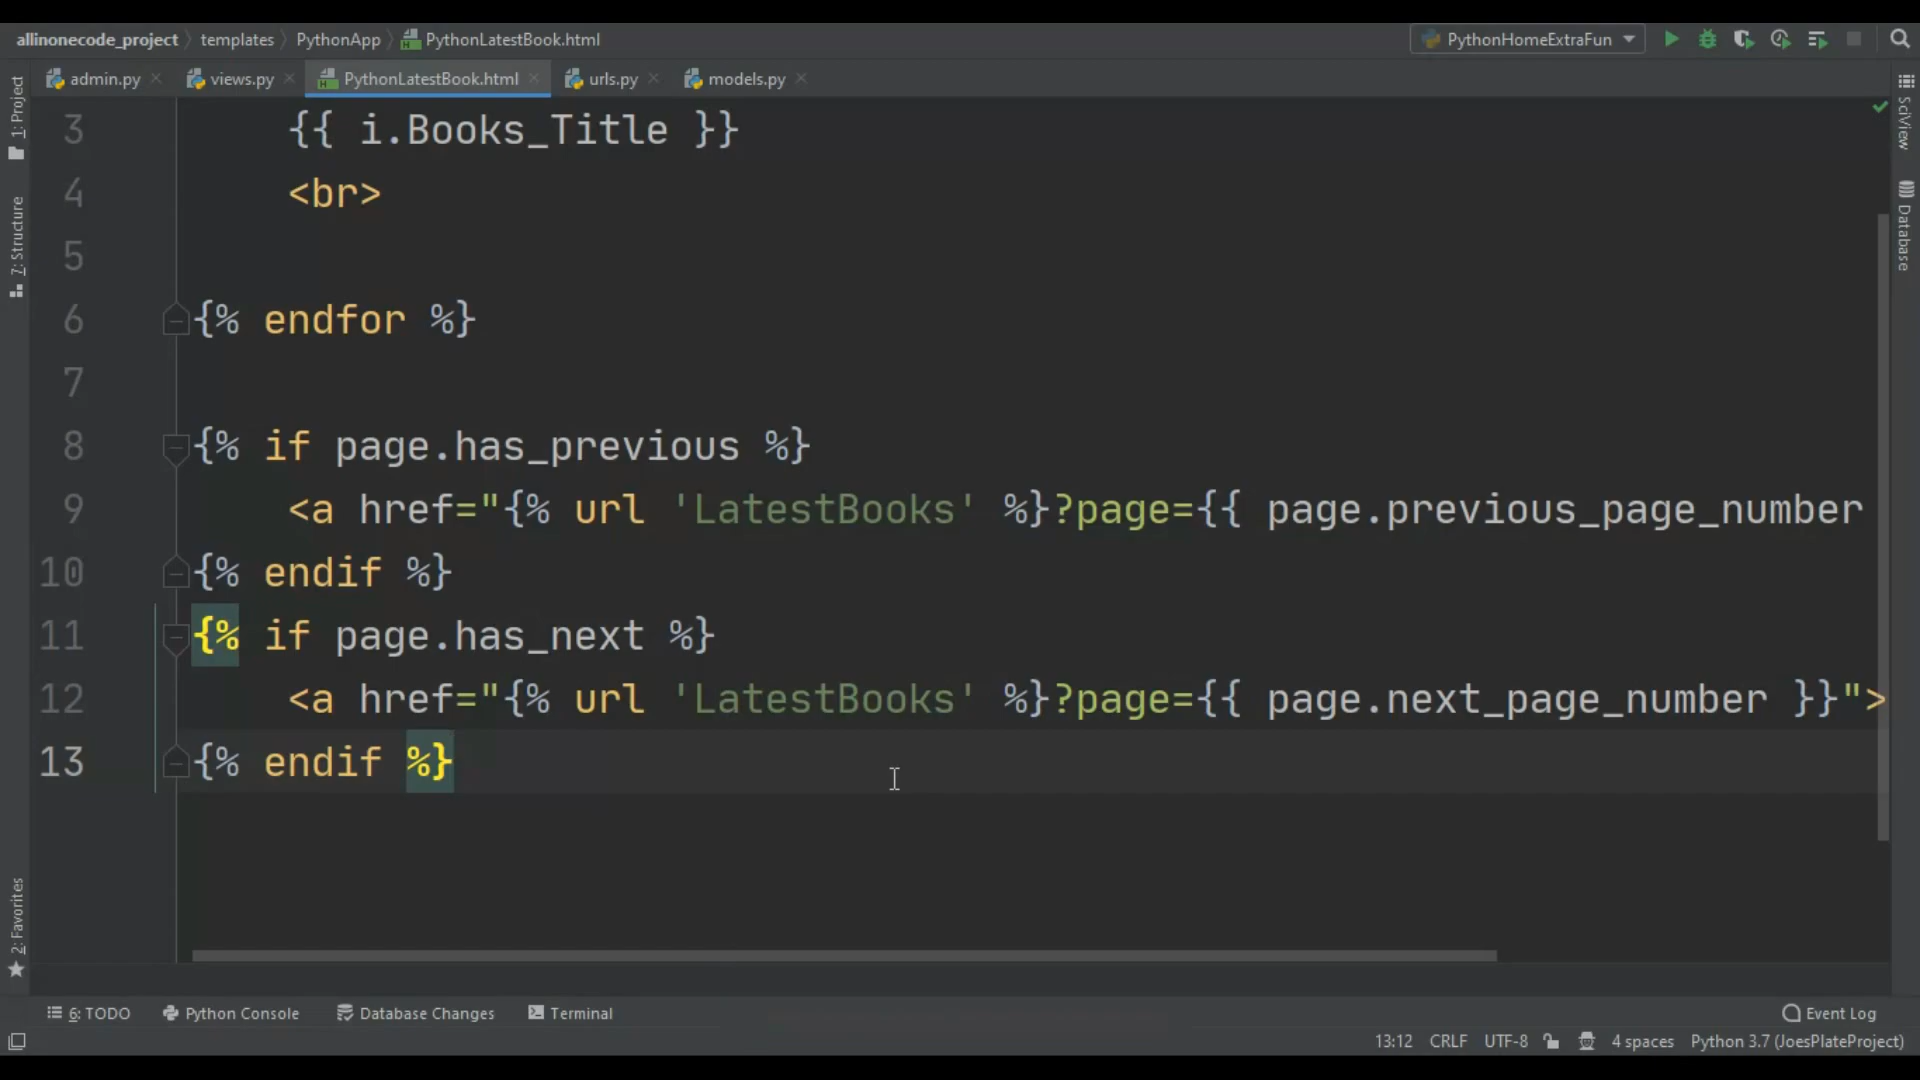 allinonecode_project templates PythonApp PythonLatestBook.html PythonHomeExtraFun
admin.py views.py PythonLatestBook.html urls.py models.py
1: Project
7: Structure
2: Favorites
SciView
Database
3 {{ i.Books_Title }}
4 <br>
5
6 {% endfor %}
7
8 {% if page.has_previous %}
9 <a href="{% url 'LatestBooks' %}?page={{ page.previous_page_number
10 {% endif %}
11 {% if page.has_next %}
12 <a href="{% url 'LatestBooks' %}?page={{ page.next_page_number }}">
13 {% endif %}
6: TODO Python Console Database Changes Terminal Event Log
13:12 CRLF UTF-8 4 spaces Python 3.7 (JoesPlateProject)